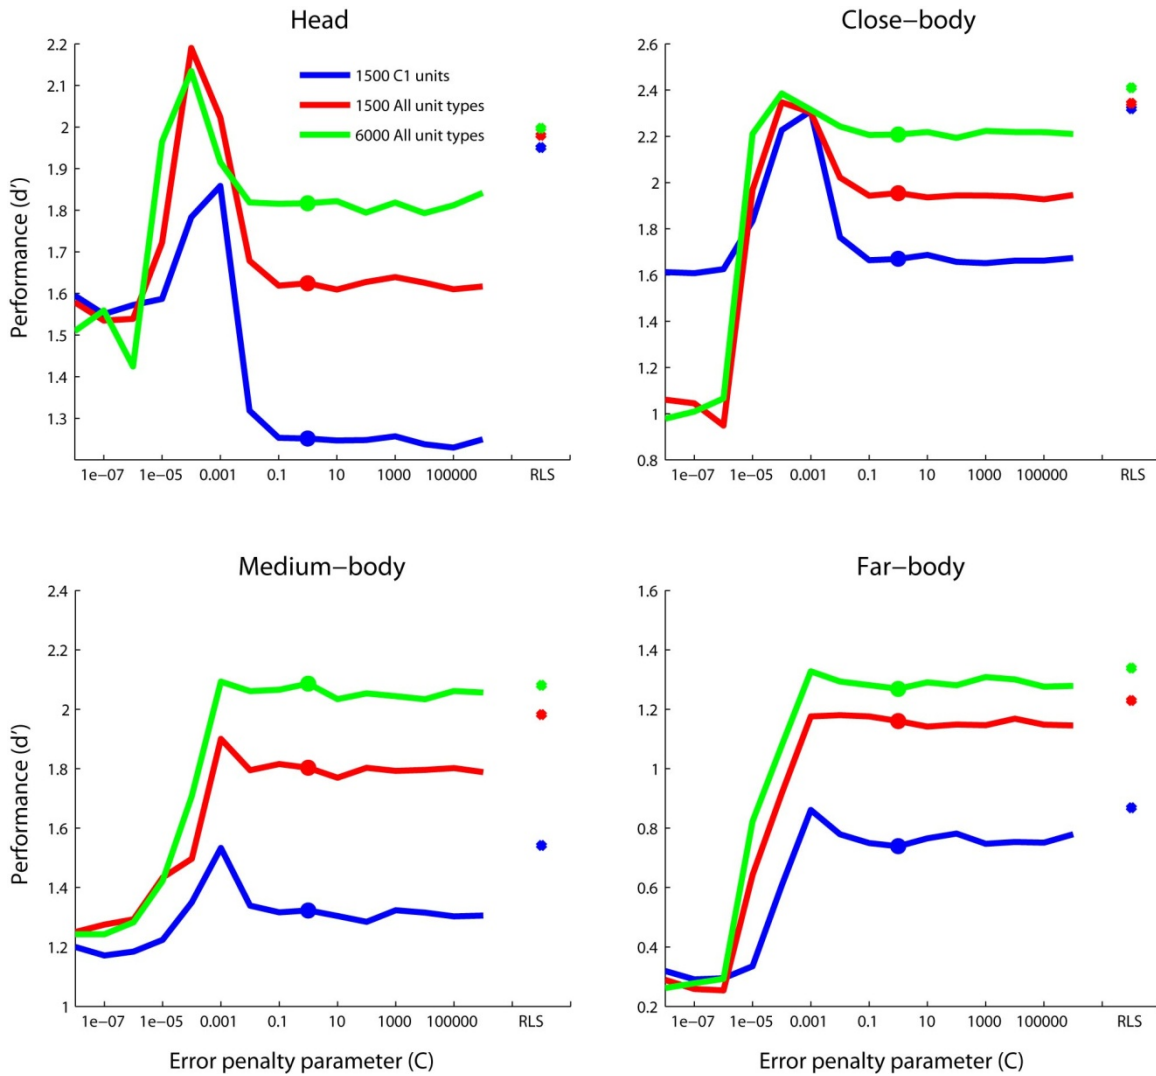 Head
2.2
2.1
2
1.9
1.8
1.7
1.6
1.5
1.4
1.3
Performance (d′)
1500 C1 units
1500 All unit types
6000 All unit types
1e−07 1e−05 0.001 0.1 10 1000 100000 RLS
Close−body
2.6
2.4
2.2
2
1.8
1.6
1.4
1.2
1
0.8
1e−07 1e−05 0.001 0.1 10 1000 100000 RLS
Medium−body
2.4
2.2
2
1.8
1.6
1.4
1.2
1
Performance (d′)
1e−07 1e−05 0.001 0.1 10 1000 100000 RLS
Error penalty parameter (C)
Far−body
1.6
1.4
1.2
1
0.8
0.6
0.4
0.2
1e−07 1e−05 0.001 0.1 10 1000 100000 RLS
Error penalty parameter (C)